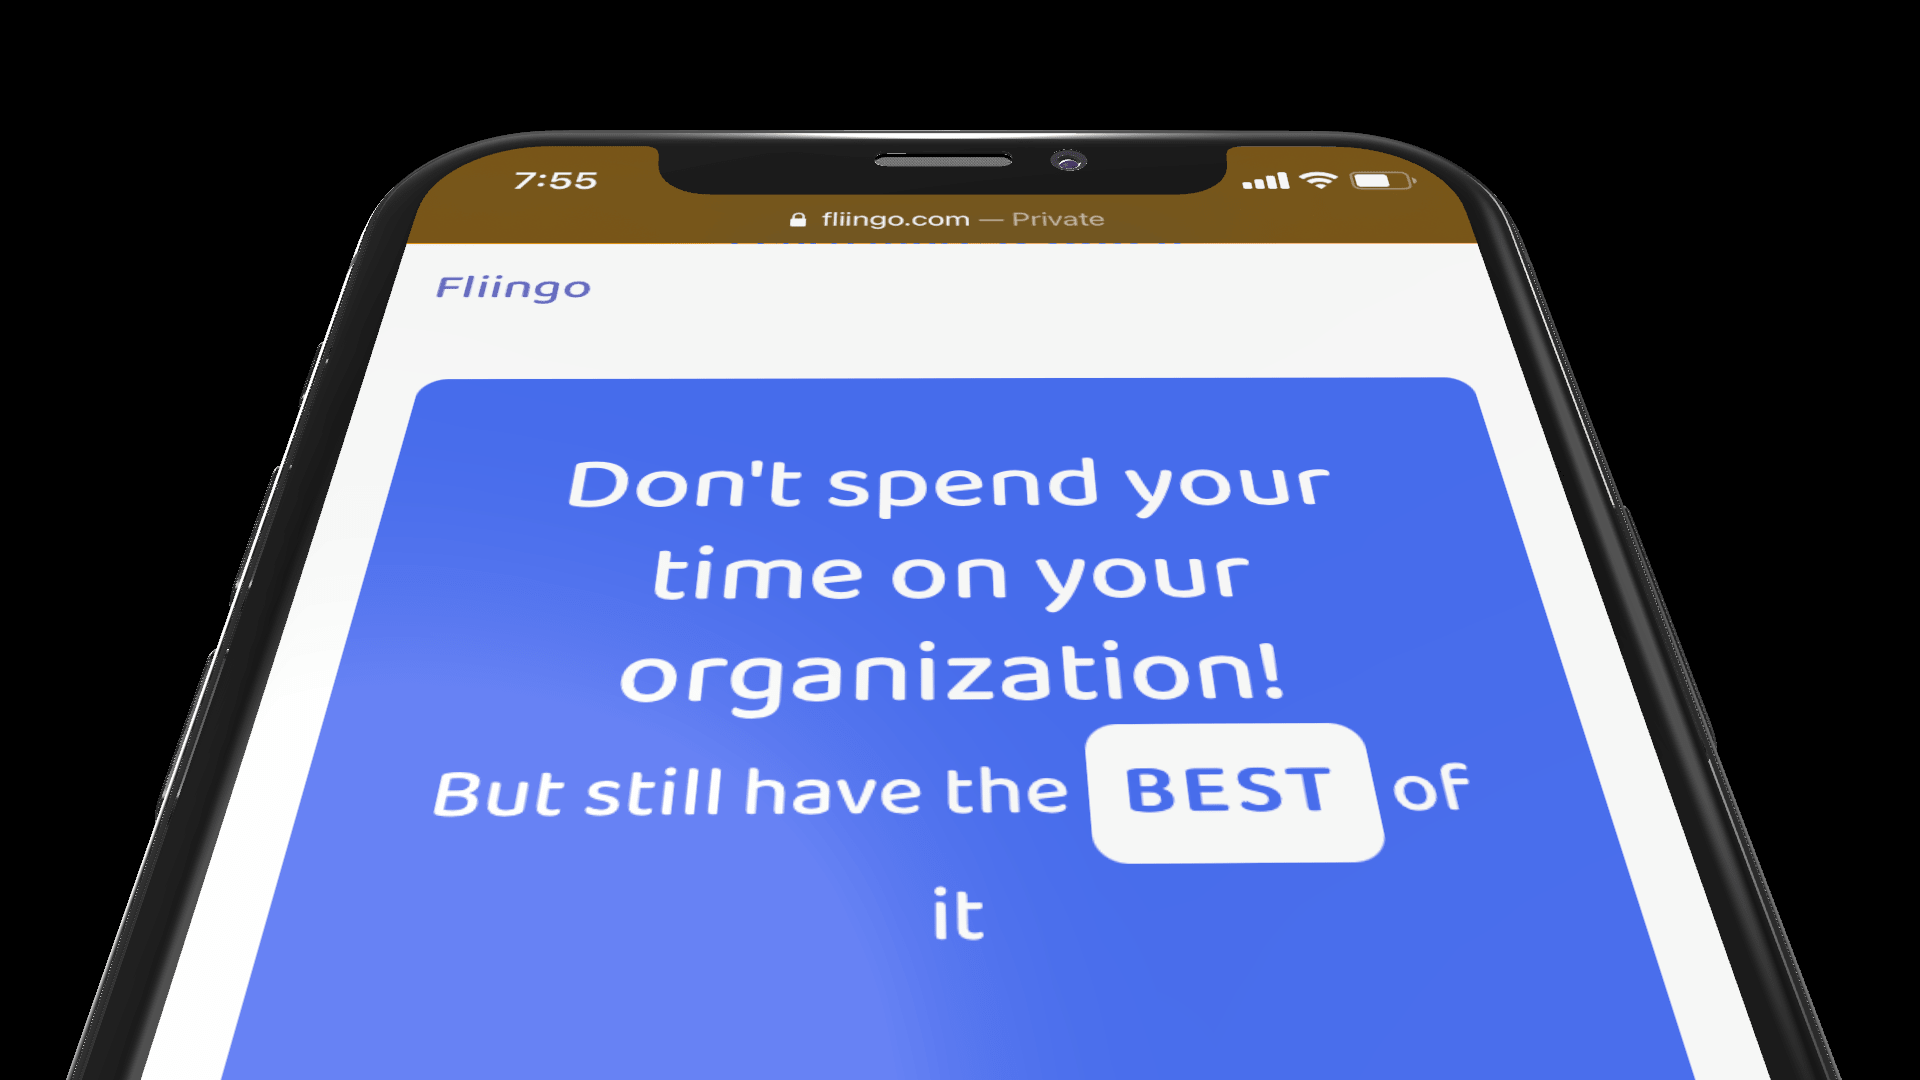 7:55
fliingo.com — Private
Fliingo
Don't spend your
time on your
organization!
But still have the BEST of
it